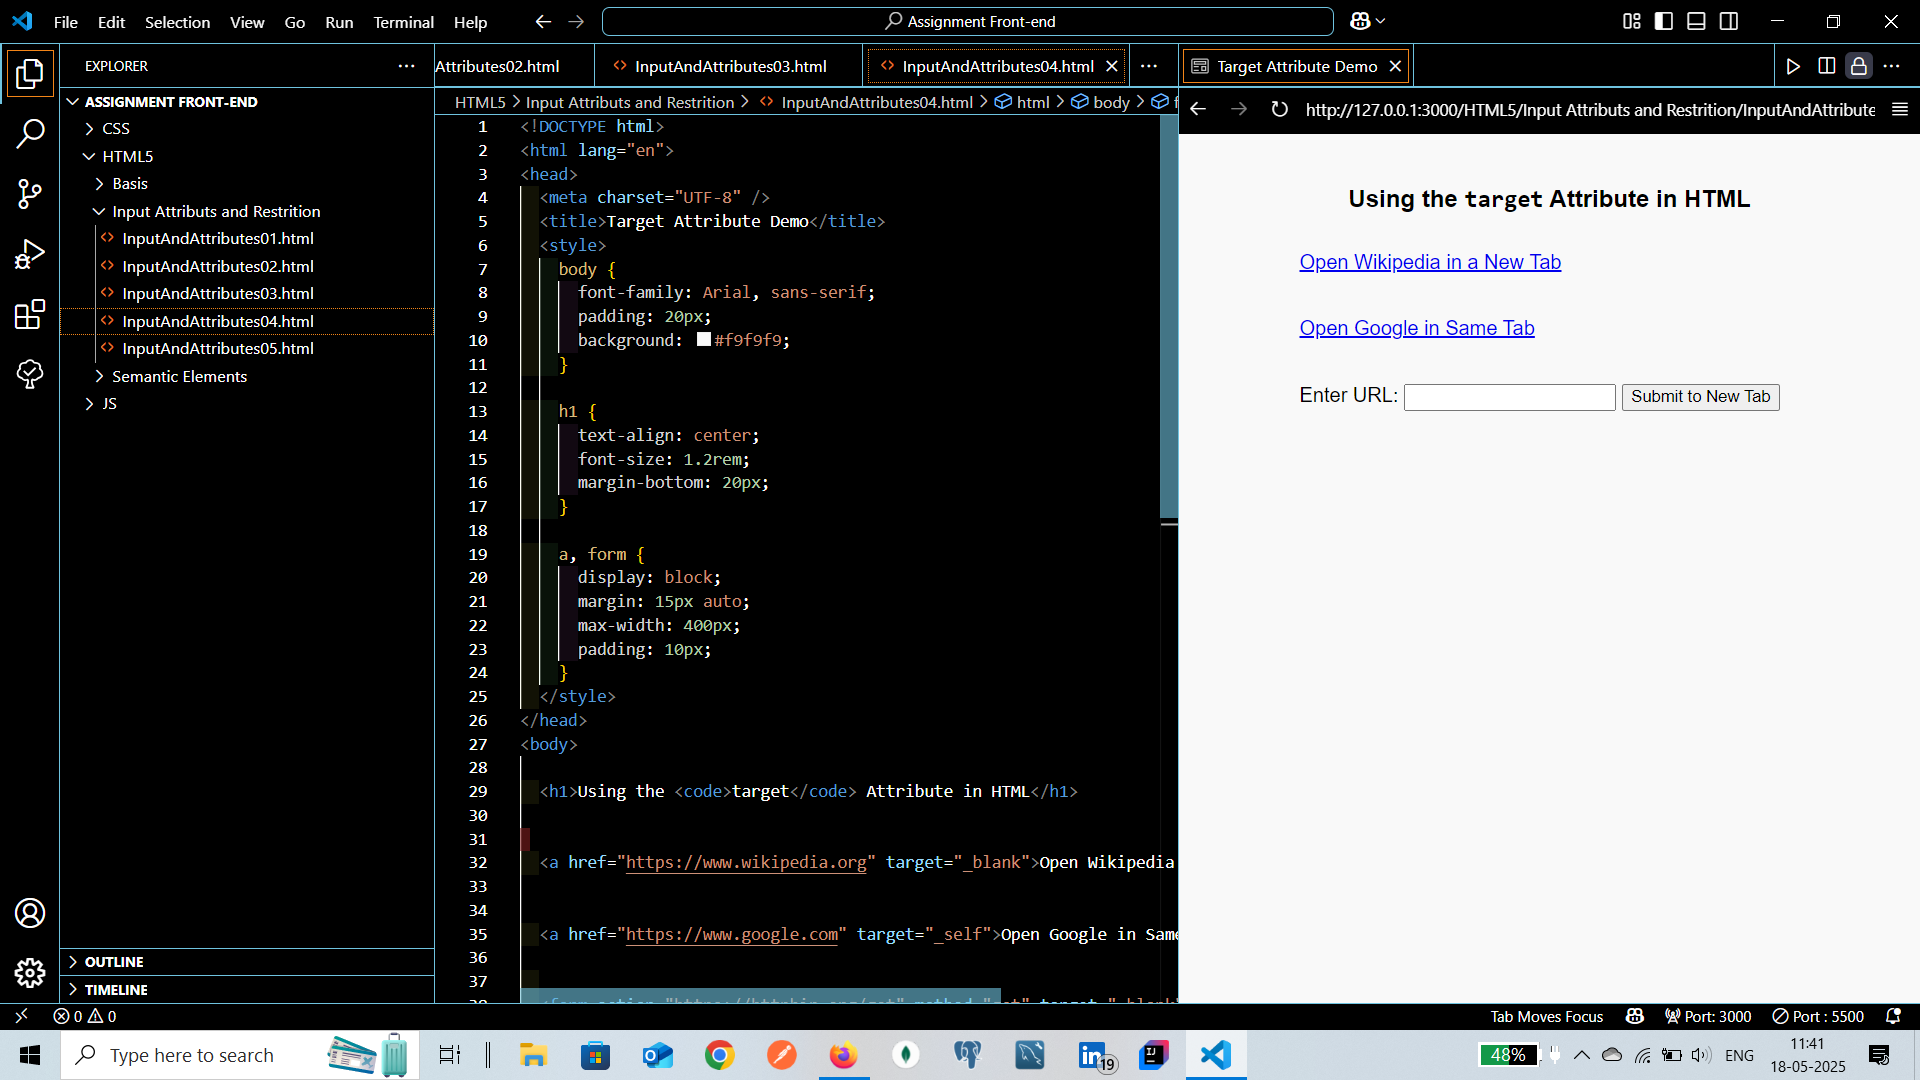 File Edit Selection View Go Run Terminal Help
Assignment Front-end
EXPLORER
ASSIGNMENT FRONT-END
CSS
HTML5
Basis
Input Attributs and Restrition
InputAndAttributes01.html
InputAndAttributes02.html
InputAndAttributes03.html
InputAndAttributes04.html
InputAndAttributes05.html
Semantic Elements
JS
OUTLINE
TIMELINE
Attributes02.html InputAndAttributes03.html InputAndAttributes04.html
HTML5 > Input Attributs and Restrition > InputAndAttributes04.html > html > body > f
1 <!DOCTYPE html>
2 <html lang="en">
3 <head>
4 <meta charset="UTF-8" />
5 <title>Target Attribute Demo</title>
6 <style>
7 body {
8 font-family: Arial, sans-serif;
9 padding: 20px;
10 background: #f9f9f9;
11 }
12
13 h1 {
14 text-align: center;
15 font-size: 1.2rem;
16 margin-bottom: 20px;
17 }
18
19 a, form {
20 display: block;
21 margin: 15px auto;
22 max-width: 400px;
23 padding: 10px;
24 }
25 </style>
26 </head>
27 <body>
28
29 <h1>Using the <code>target</code> Attribute in HTML</h1>
30
31
32 <a href="https://www.wikipedia.org" target="_blank">Open Wikipedia
33
34
35 <a href="https://www.google.com" target="_self">Open Google in Same
36
37
38 <form action="https://httpbin.org/get" method="get" target="_blank"
Target Attribute Demo
http://127.0.0.1:3000/HTML5/Input Attributs and Restrition/InputAndAttribute
Using the target Attribute in HTML
Open Wikipedia in a New Tab
Open Google in Same Tab
Enter URL: Submit to New Tab
0 0 Tab Moves Focus Port: 3000 Port : 5500
Type here to search
19
48%
ENG
11:41
18-05-2025